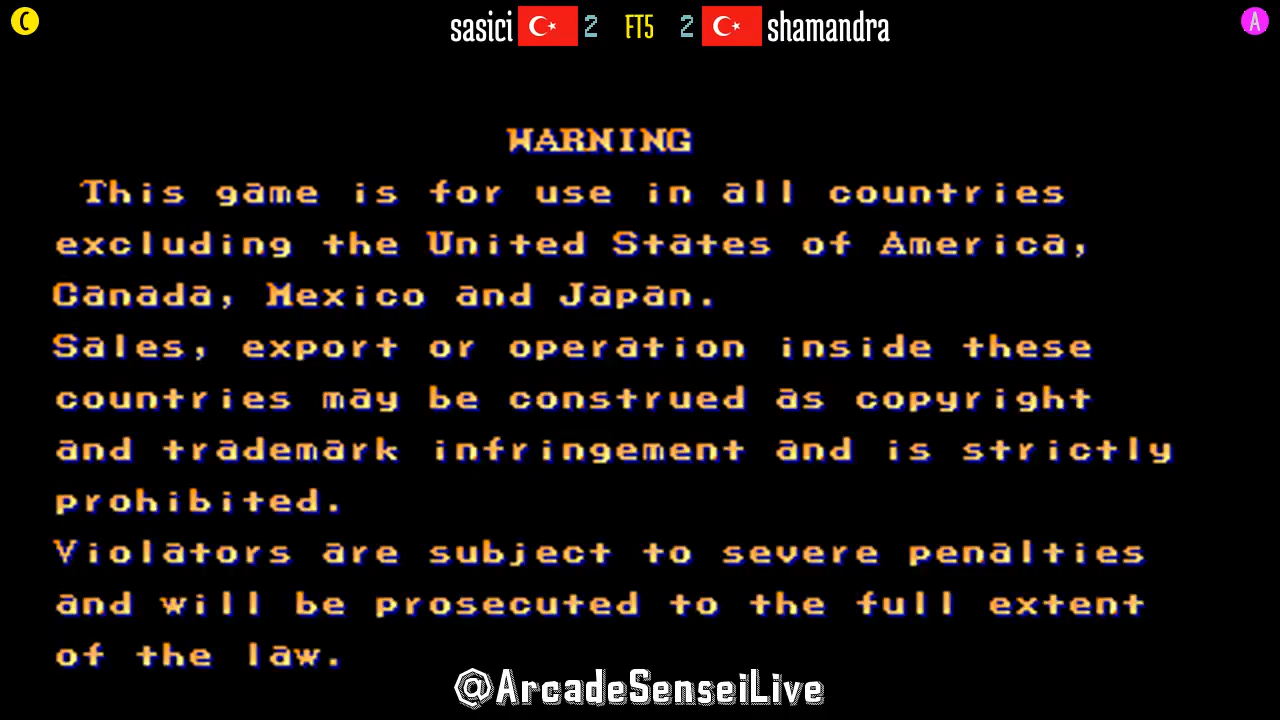 C
sasici 2 FT5 2 shamandra
A
WARNING
This game is for use in all countries
excluding the United States of America,
Canada, Mexico and Japan.
Sales, export or operation inside these
countries may be construed as copyright
and trademark infringement and is strictly
prohibited.
Violators are subject to severe penalties
and will be prosecuted to the full extent
of the law.
@ArcadeSenseiLive